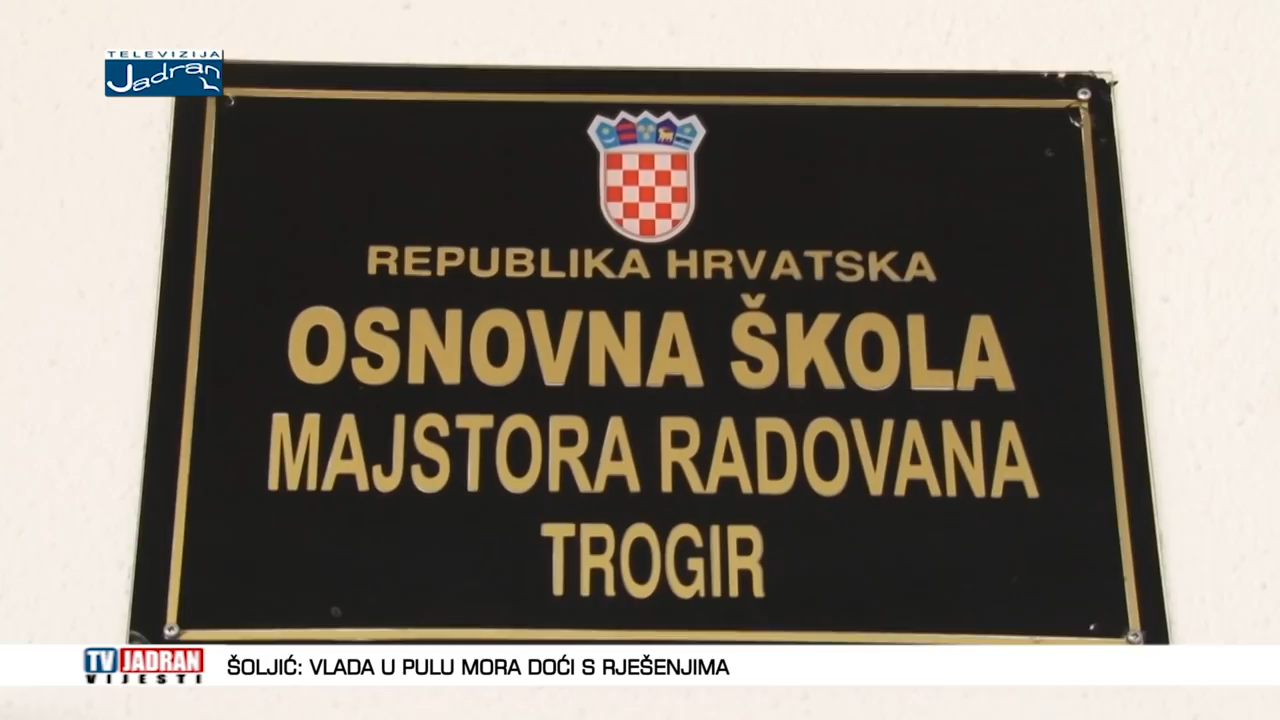 TELEVIZIJA
Jadran
REPUBLIKA HRVATSKA
OSNOVNA ŠKOLA
MAJSTORA RADOVANA
TROGIR
TV JADRAN
VIJESTI
ŠOLJIĆ: VLADA U PULU MORA DOĆI S RJEŠENJIMA